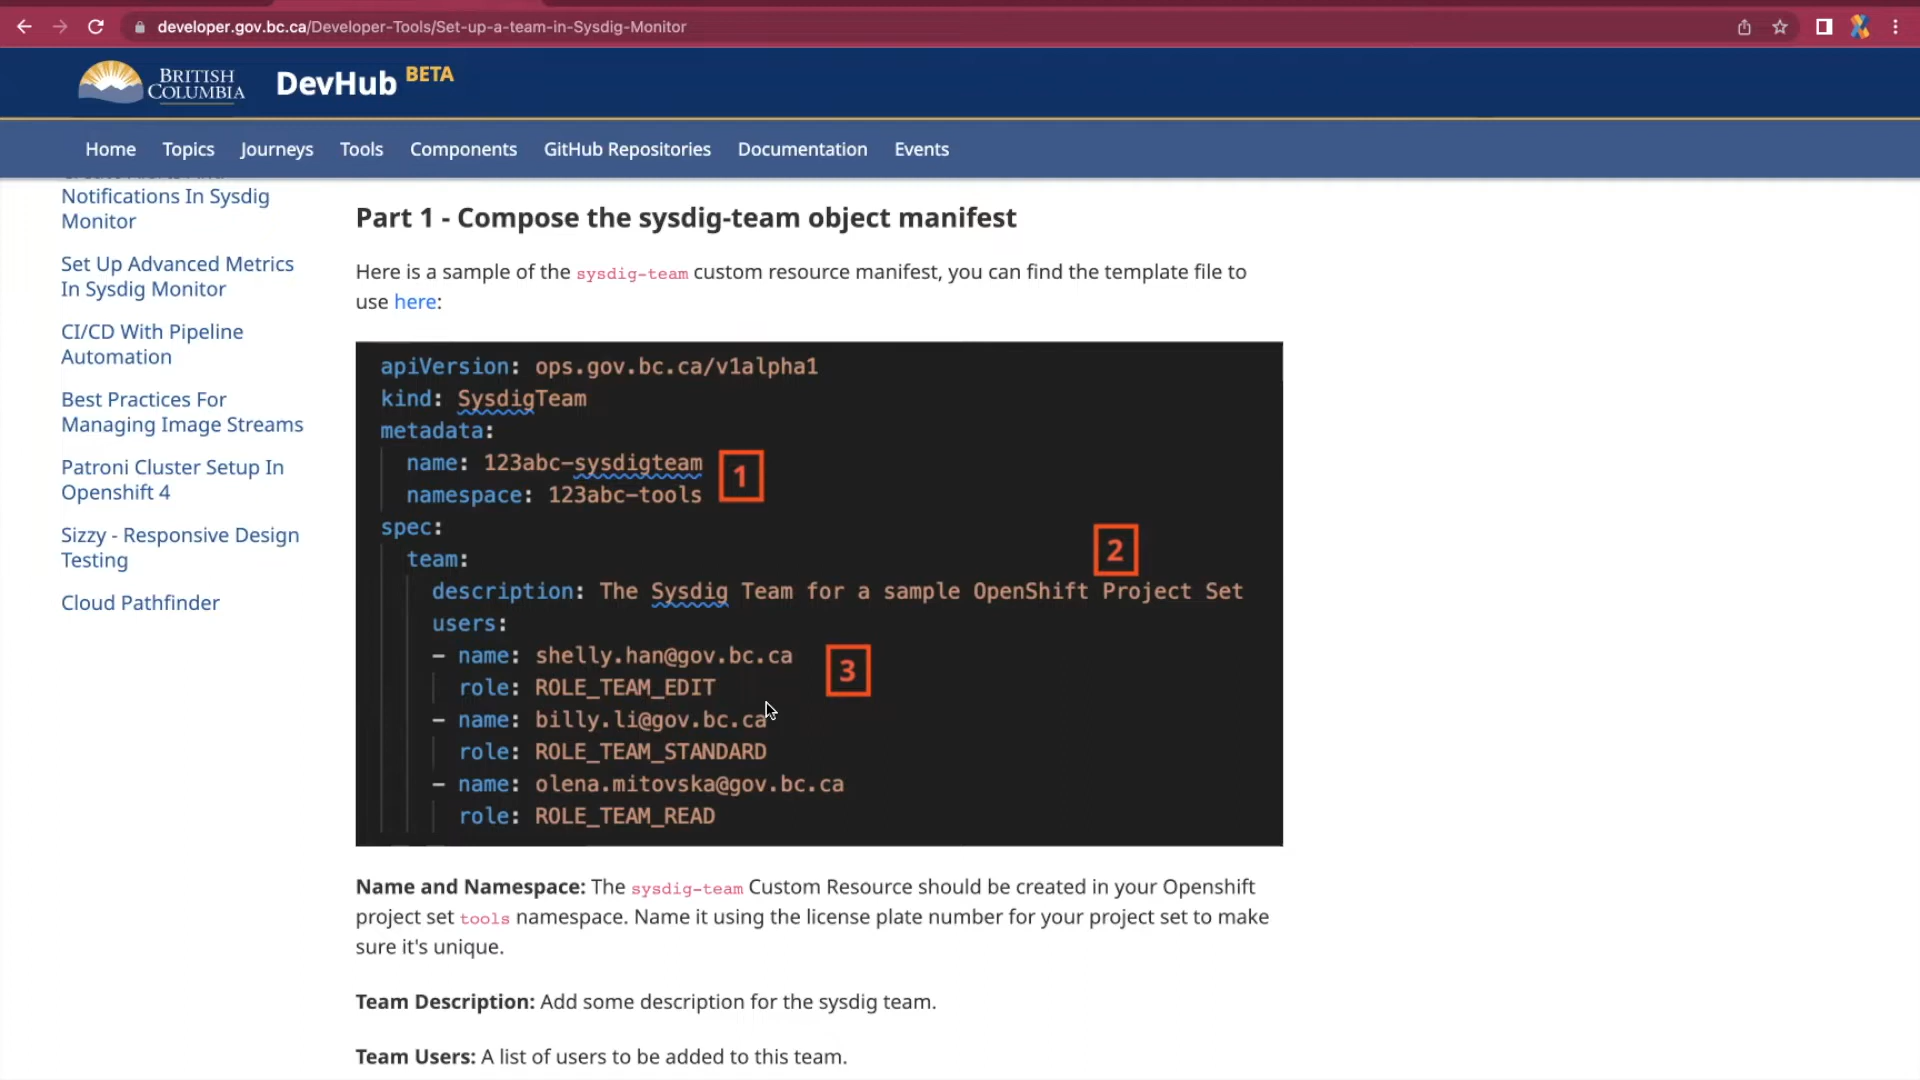 developer.gov.bc.ca/Developer-Tools/Set-up-a-team-in-Sysdig-Monitor
BRITISH
COLUMBIA
DevHub BETA
Home Topics Journeys Tools Components GitHub Repositories Documentation Events
Notifications In Sysdig
Monitor
Set Up Advanced Metrics
In Sysdig Monitor
CI/CD With Pipeline
Automation
Best Practices For
Managing Image Streams
Patroni Cluster Setup In
Openshift 4
Sizzy - Responsive Design
Testing
Cloud Pathfinder
Part 1 - Compose the sysdig-team object manifest
Here is a sample of the sysdig-team custom resource manifest, you can find the template file to
use here:
apiVersion: ops.gov.bc.ca/v1alpha1
kind: SysdigTeam
metadata:
name: 123abc-sysdigteam
1
namespace: 123abc-tools
spec:
2
team:
description: The Sysdig Team for a sample OpenShift Project Set
users:
- name: shelly.han@gov.bc.ca
3
role: ROLE_TEAM_EDIT
- name: billy.li@gov.bc.ca
role: ROLE_TEAM_STANDARD
- name: olena.mitovska@gov.bc.ca
role: ROLE_TEAM_READ
Name and Namespace: The sysdig-team Custom Resource should be created in your Openshift
project set tools namespace. Name it using the license plate number for your project set to make
sure it's unique.
Team Description: Add some description for the sysdig team.
Team Users: A list of users to be added to this team.